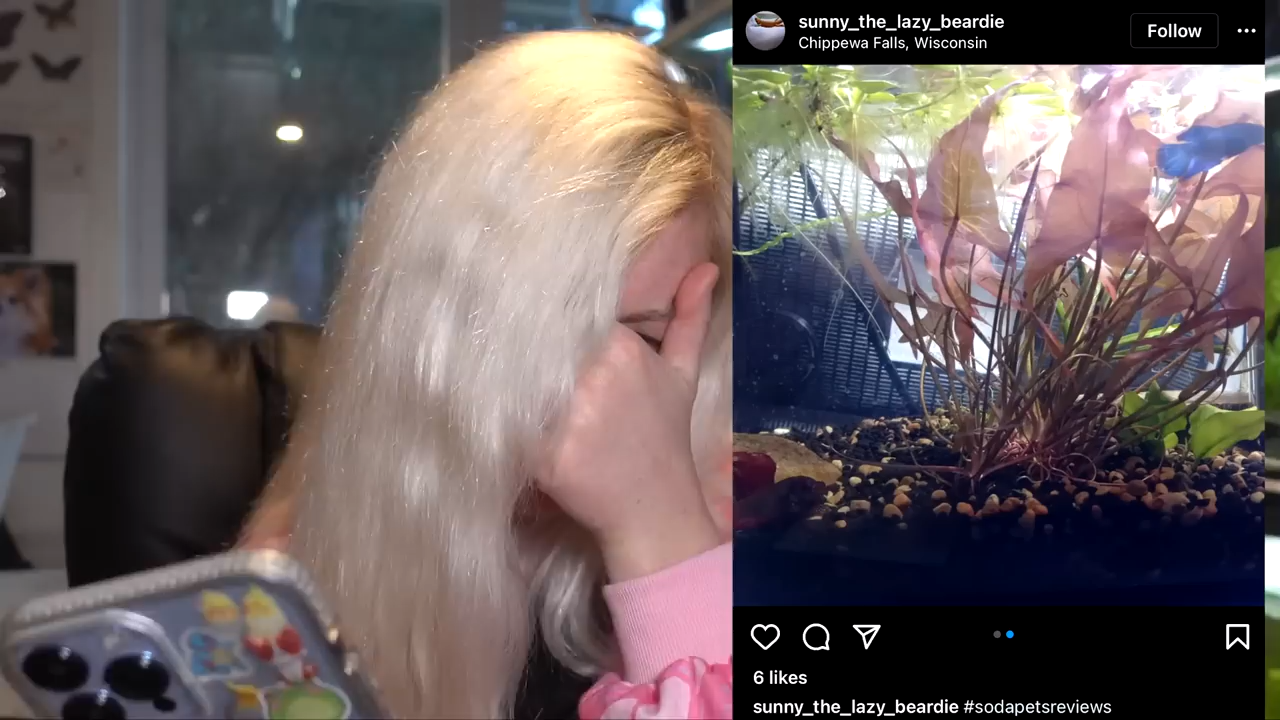 sunny_the_lazy_beardie
Chippewa Falls, Wisconsin
Follow
6 likes
sunny_the_lazy_beardie #sodapetsreviews